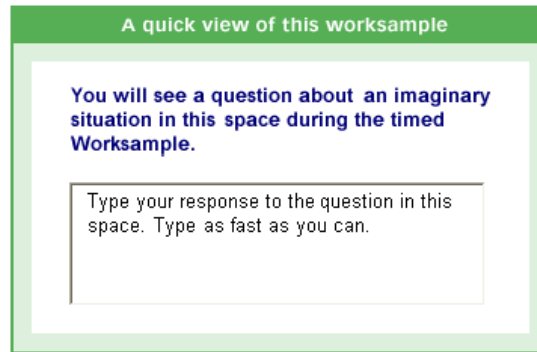 A quick view of this worksample
You will see a question about an imaginary
situation in this space during the timed
Worksample.
Type your response to the question in this
space. Type as fast as you can.